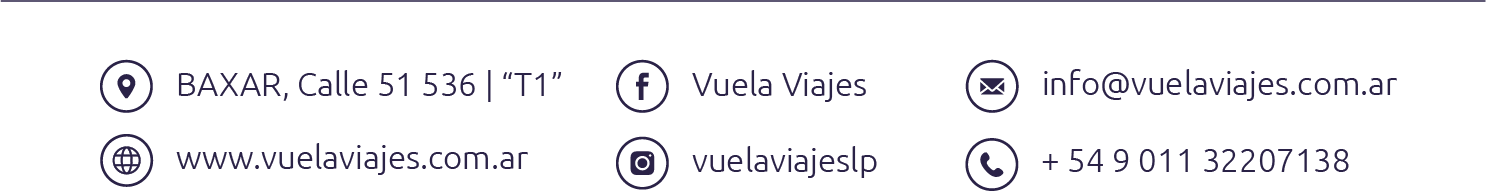 BAXAR, Calle 51 536 | “T1”
Vuela Viajes
info@vuelaviajes.com.ar
www.vuelaviajes.com.ar
vuelaviajeslp
+ 54 9 011 32207138